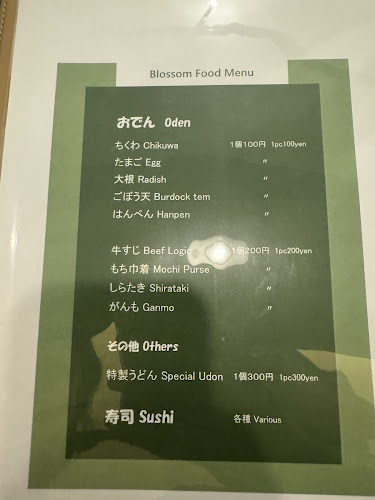 Blossom Food Menu
おでん Oden
ちくわ Chikuwa 1個100円 1pc100yen
たまご Egg 〃
大根 Radish 〃
ごぼう天 Burdock tem 〃
はんぺん Hanpen 〃
牛すじ Beef Logic 1個200円 1pc200yen
もち巾着 Mochi Purse 〃
しらたき Shirataki 〃
がんも Ganmo 〃
その他 Others
特製うどん Special Udon 1個300円 1pc300yen
寿司 Sushi 各種 Various